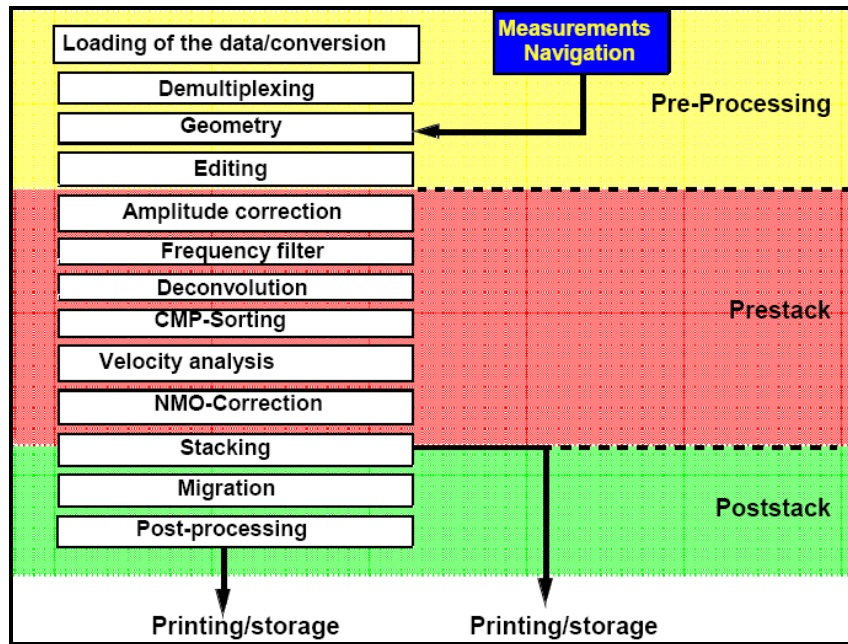 Loading of the data/conversion
Measurements
Navigation
Demultiplexing
Pre-Processing
Geometry
Editing
Amplitude correction
Frequency filter
Deconvolution
Prestack
CMP-Sorting
Velocity analysis
NMO-Correction
Stacking
Migration
Poststack
Post-processing
Printing/storage
Printing/storage